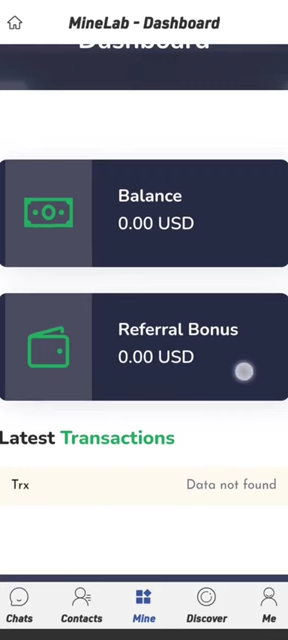 MineLab - Dashboard
Dashboard
Balance
0.00 USD
Referral Bonus
0.00 USD
Latest Transactions
Trx Data not found
Chats Contacts Mine Discover Me